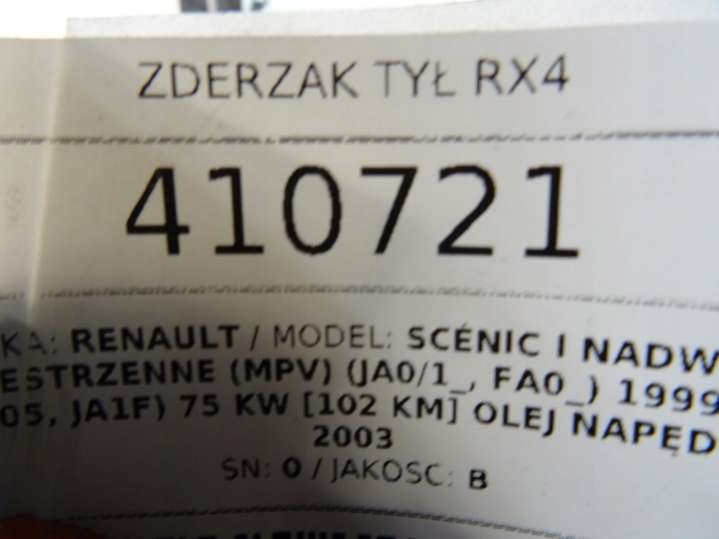 ZDERZAK TYŁ RX4
410721
KA: RENAULT / MODEL: SCÉNIC I NADW
ESTRZENNE (MPV) (JA0/1_, FA0_) 1999
05, JA1F) 75 KW [102 KM] OLEJ NAPĘD
2003
SN: 0 / JAKOŚC: B